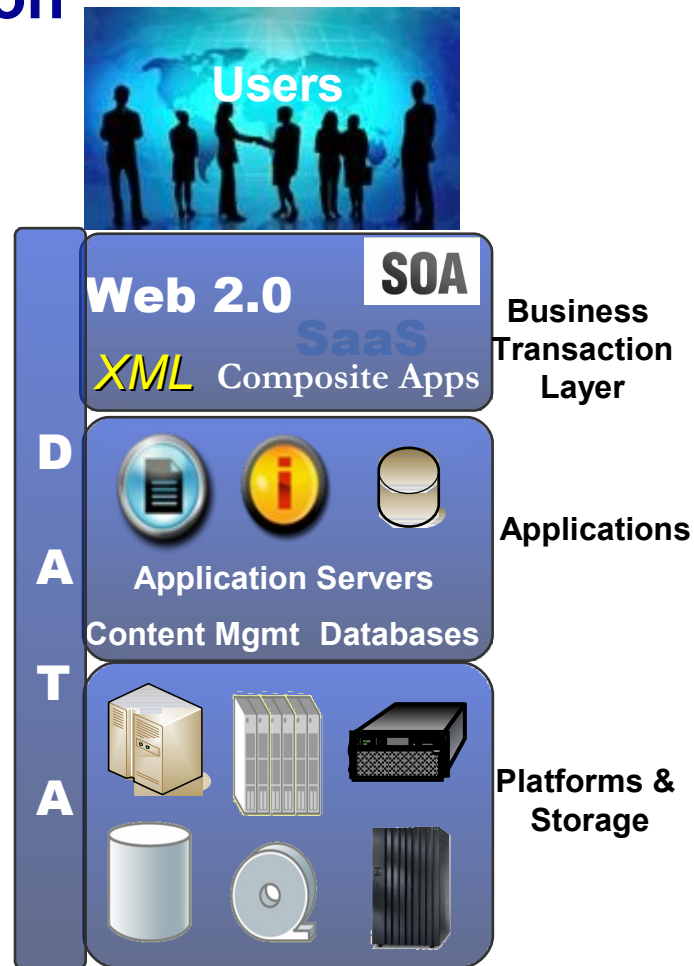 on
Users
Web 2.0
SOA
SaaS
XML Composite Apps
Business
Transaction
Layer
D
A
T
A
i
Application Servers
Content Mgmt Databases
Applications
Platforms &
Storage